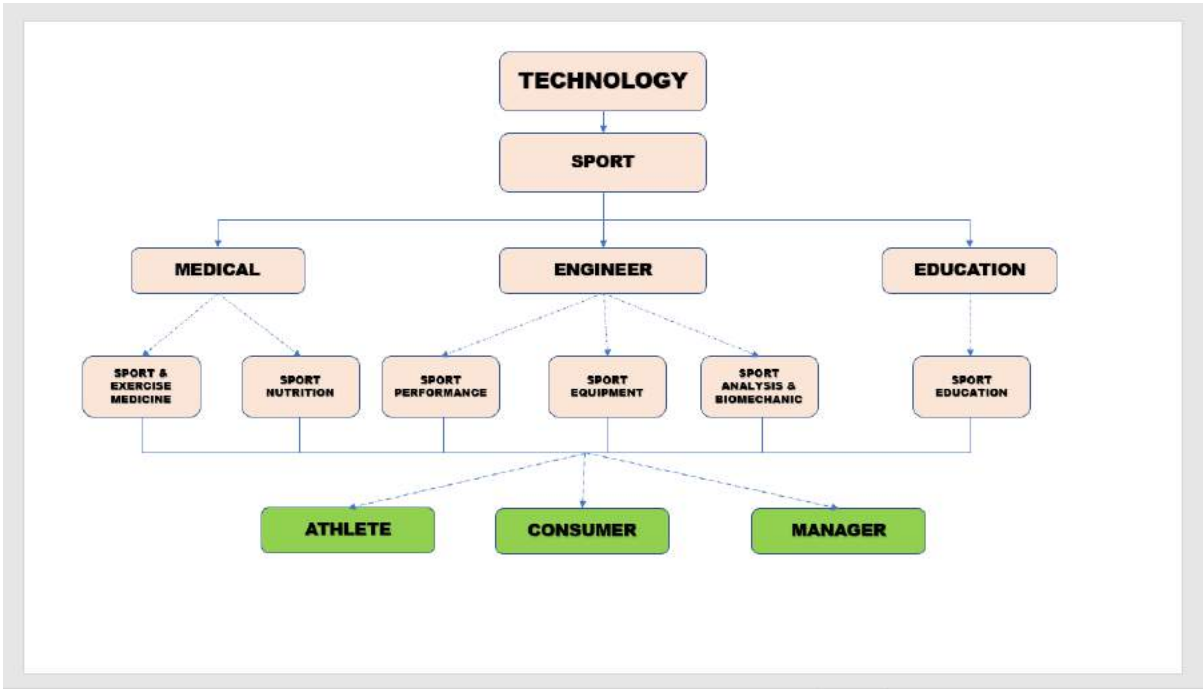 TECHNOLOGY
SPORT
MEDICAL
ENGINEER
EDUCATION
SPORT &
EXERCISE
MEDICINE
SPORT
NUTRITION
SPORT
PERFORMANCE
SPORT
EQUIPMENT
SPORT
ANALYSIS &
BIOMECHANIC
SPORT
EDUCATION
ATHLETE
CONSUMER
MANAGER